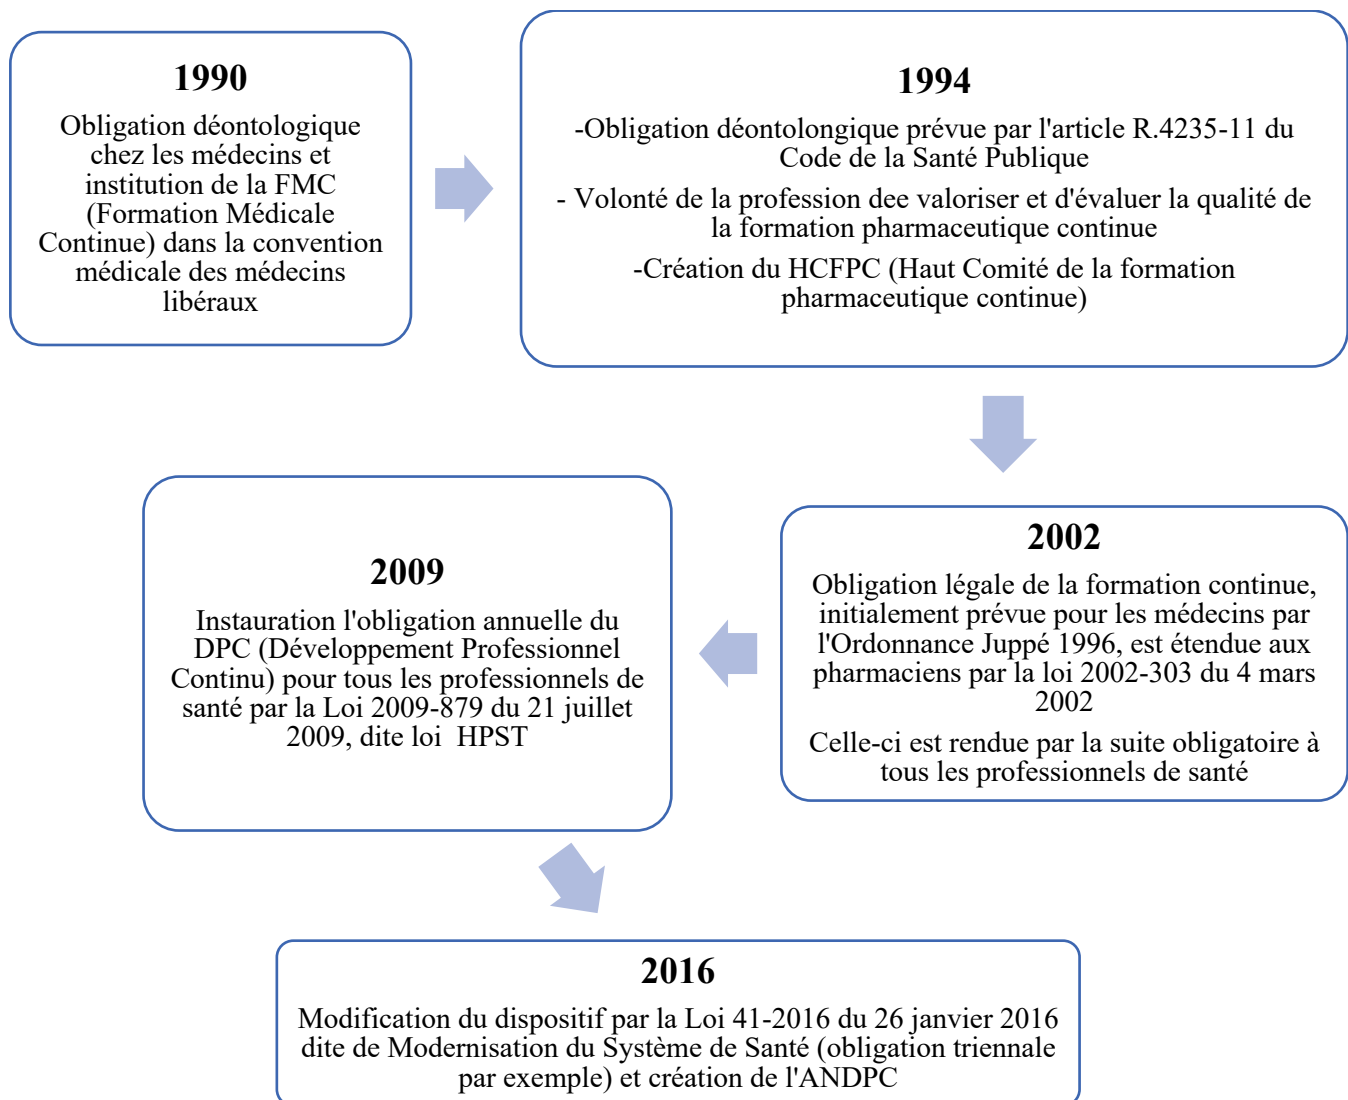 1990
Obligation déontologique
chez les médecins et
institution de la FMC
(Formation Médicale
Continue) dans la convention
médicale des médecins
libéraux
1994
-Obligation déontolongique prévue par l'article R.4235-11 du
Code de la Santé Publique
- Volonté de la profession dee valoriser et d'évaluer la qualité de
la formation pharmaceutique continue
-Création du HCFPC (Haut Comité de la formation
pharmaceutique continue)
2002
Obligation légale de la formation continue,
initialement prévue pour les médecins par
l'Ordonnance Juppé 1996, est étendue aux
pharmaciens par la loi 2002-303 du 4 mars
2002
Celle-ci est rendue par la suite obligatoire à
tous les professionnels de santé
2009
Instauration l'obligation annuelle du
DPC (Développement Professionnel
Continu) pour tous les professionnels de
santé par la Loi 2009-879 du 21 juillet
2009, dite loi  HPST
2016
Modification du dispositif par la Loi 41-2016 du 26 janvier 2016
dite de Modernisation du Système de Santé (obligation triennale
par exemple) et création de l'ANDPC